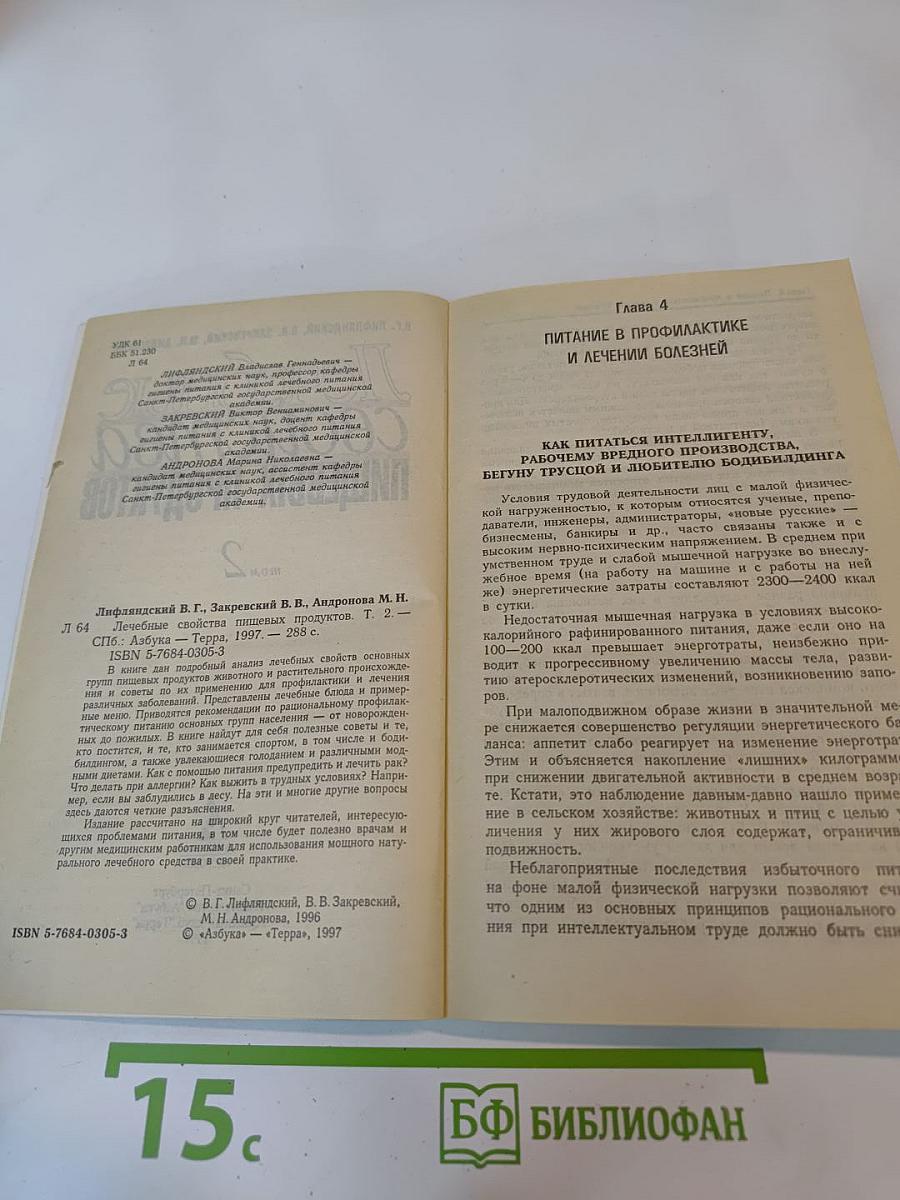 УДК 61
ББК 51.230
Л 64
ЛИФЛЯНДСКИЙ Владислав Геннадьевич —
доктор медицинских наук, профессор кафедры
гигиены питания с клиникой лечебного питания
Санкт-Петербургской государственной медицинской
академии.
ЗАКРЕВСКИЙ Виктор Вениаминович —
кандидат медицинских наук, доцент кафедры
гигиены питания с клиникой лечебного питания
Санкт-Петербургской государственной медицинской
академии.
АНДРОНОВА Марина Николаевна —
кандидат медицинских наук, ассистент кафедры
гигиены питания с клиникой лечебного питания
Санкт-Петербургской государственной медицинской
академии.
Лифляндский В. Г., Закревский В. В., Андронова М. Н.
Л 64 Лечебные свойства пищевых продуктов. Т. 2. —
СПб.: Азбука — Терра, 1997. — 288 с.
ISBN 5-7684-0305-3
В книге дан подробный анализ лечебных свойств основных
групп пищевых продуктов животного и растительного происхожде-
ния и советы по их применению для профилактики и лечения
различных заболеваний. Представлены лечебные блюда и пример-
ные меню. Приводятся рекомендации по рациональному профилак-
тическому питанию основных групп населения — от новорожден-
ных до пожилых. В книге найдут для себя полезные советы и те,
кто постится, и те, кто занимается спортом, в том числе и боди-
билдингом, а также увлекающиеся голоданием и различными мод-
ными диетами. Как с помощью питания предупредить и лечить рак?
Что делать при аллергии? Как выжить в трудных условиях? Напри-
мер, если вы заблудились в лесу. На эти и многие другие вопросы
здесь даются четкие разъяснения.
Издание рассчитано на широкий круг читателей, интересую-
щихся проблемами питания, в том числе будет полезно врачам и
другим медицинским работникам для использования мощного нату-
рального лечебного средства в своей практике.
© В. Г. Лифляндский, В. В. Закревский,
М. Н. Андронова, 1996
ISBN 5-7684-0305-3 © «Азбука» — «Терра», 1997
Глава 4
ПИТАНИЕ В ПРОФИЛАКТИКЕ
И ЛЕЧЕНИИ БОЛЕЗНЕЙ
КАК ПИТАТЬСЯ ИНТЕЛЛИГЕНТУ,
РАБОЧЕМУ ВРЕДНОГО ПРОИЗВОДСТВА,
БЕГУНУ ТРУСЦОЙ И ЛЮБИТЕЛЮ БОДИБИЛДИНГА
Условия трудовой деятельности лиц с малой физичес-
кой нагруженностью, к которым относятся ученые, препо-
даватели, инженеры, администраторы, «новые русские» —
бизнесмены, банкиры и др., часто связаны также и с
высоким нервно-психическим напряжением. В среднем при
умственном труде и слабой мышечной нагрузке во внеслу-
жебное время (на работу на машине и с работы на ней
же) энергетические затраты составляют 2300—2400 ккал
в сутки.
Недостаточная мышечная нагрузка в условиях высоко-
калорийного рафинированного питания, даже если оно на
100—200 ккал превышает энерготраты, неизбежно при-
водит к прогрессивному увеличению массы тела, разви-
тию атеросклеротических изменений, возникновению запо-
ров.
При малоподвижном образе жизни в значительной ме-
ре снижается совершенство регуляции энергетического ба
ланса: аппетит слабо реагирует на изменение энерготрат
Этим и объясняется накопление «лишних» килограммо
при снижении двигательной активности в среднем возра
те. Кстати, это наблюдение давным-давно нашло приме
ние в сельском хозяйстве: животных и птиц с целью у
личения у них жирового слоя содержат, ограничив
подвижность.
Неблагоприятные последствия избыточного пит
на фоне малой физической нагрузки позволяют счи
что одним из основных принципов рационального
ния при интеллектуальном труде должно быть сни
15 с
БФ БИБЛИОФАН